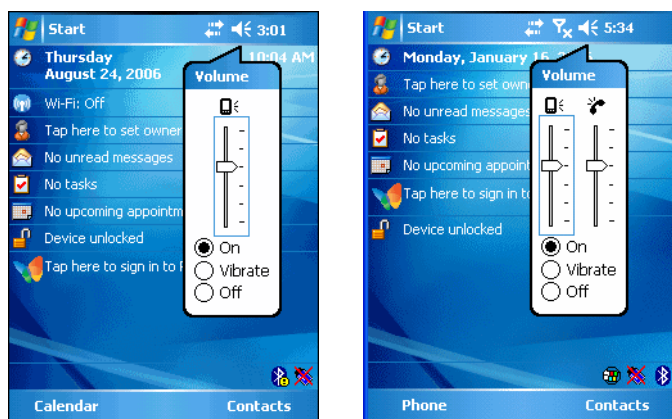 Start
3:01
Thursday
10:04 AM
August 24, 2006
Volume
Wi-Fi: Off
Tap here to set owner
No unread messages
No tasks
No upcoming appointm
Device unlocked
On
Vibrate
Off
Tap here to sign in to
Calendar
Contacts
Start
5:34
Monday, January 16, 2
Volume
Tap here to set own
No unread messages
No tasks
No upcoming appoint
Tap here to sign in to
Device unlocked
On
Vibrate
Off
Phone
Contacts